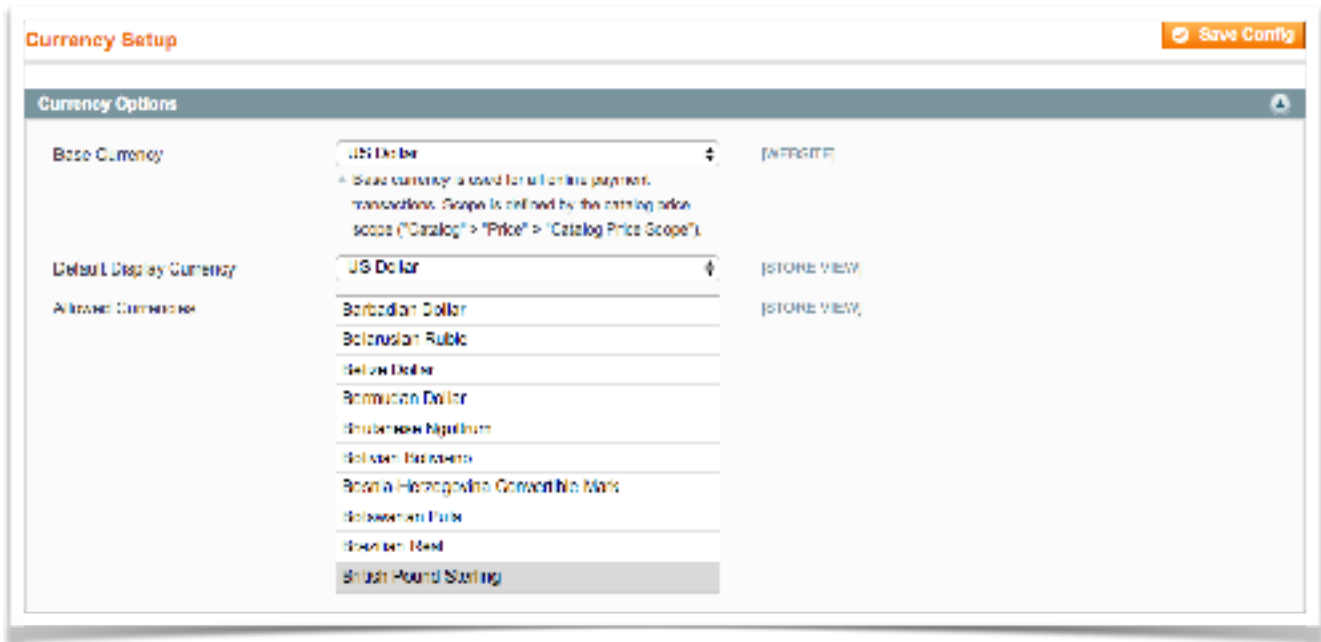 Currency Setup
Save Config
Currency Options
Base Currency
US Dollar
[WEBSITE]
Base currency is used for all online payment
transactions. Scope is defined by the catalog price
scope ("Catalog" > "Price" > "Catalog Price Scope").
Default Display Currency
US Dollar
[STORE VIEW]
Allowed Currencies
Barbadian Dollar
[STORE VIEW]
Belarusian Ruble
Belize Dollar
Bermudan Dollar
Bhutanese Ngultrum
Bolivian Boliviano
Bosnia-Herzegovina Convertible Mark
Botswanan Pula
Brazilian Real
British Pound Sterling